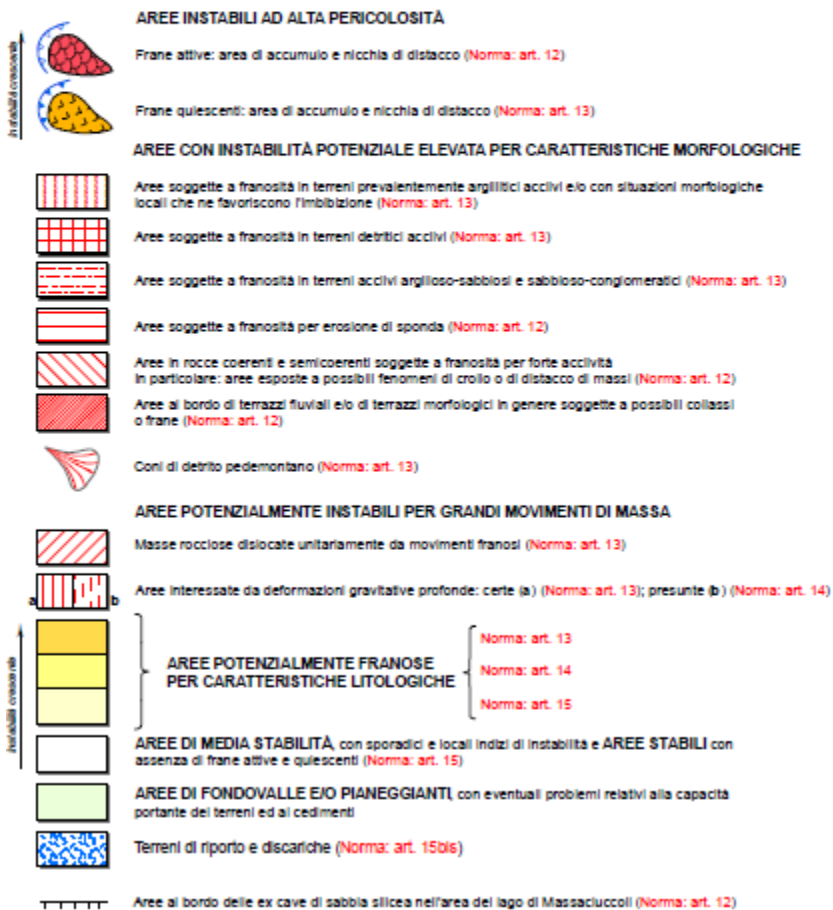 AREE INSTABILI AD ALTA PERICOLOSITÀ
Instabilità crescente
Frane attive: area di accumulo e nicchia di distacco (Norma: art. 12)
Frane quiescenti: area di accumulo e nicchia di distacco (Norma: art. 13)
AREE CON INSTABILITÀ POTENZIALE ELEVATA PER CARATTERISTICHE MORFOLOGICHE
Aree soggette a franosità in terreni prevalentemente argillitici acclivi e/o con situazioni morfologiche
locali che ne favoriscono l'imbibizione (Norma: art. 13)
Aree soggette a franosità in terreni detritici acclivi (Norma: art. 13)
Aree soggette a franosità in terreni acclivi argilloso-sabbiosi e sabbioso-conglomeratici (Norma: art. 13)
Aree soggette a franosità per erosione di sponda (Norma: art. 12)
Aree in rocce coerenti e semicoerenti soggette a franosità per forte acclività
In particolare: aree esposte a possibili fenomeni di crollo o di distacco di massi (Norma: art. 12)
Aree al bordo di terrazzi fluviali e/o di terrazzi morfologici in genere soggette a possibili collassi
o frane (Norma: art. 12)
Coni di detrito pedemontano (Norma: art. 13)
AREE POTENZIALMENTE INSTABILI PER GRANDI MOVIMENTI DI MASSA
Masse rocciose dislocate unitariamente da movimenti franosi (Norma: art. 13)
a b Aree interessate da deformazioni gravitative profonde: certe (a) (Norma: art. 13); presunte (b) (Norma: art. 14)
Instabilità crescente
AREE POTENZIALMENTE FRANOSE
PER CARATTERISTICHE LITOLOGICHE
Norma: art. 13
Norma: art. 14
Norma: art. 15
AREE DI MEDIA STABILITÀ, con sporadici e locali indizi di instabilità e AREE STABILI con
assenza di frane attive e quiescenti (Norma: art. 15)
AREE DI FONDOVALLE E/O PIANEGGIANTI, con eventuali problemi relativi alla capacità
portante dei terreni ed ai cedimenti
Terreni di riporto e discariche (Norma: art. 15bis)
Aree al bordo delle ex cave di sabbia silicea nell'area del lago di Massaciuccoli (Norma: art. 12)